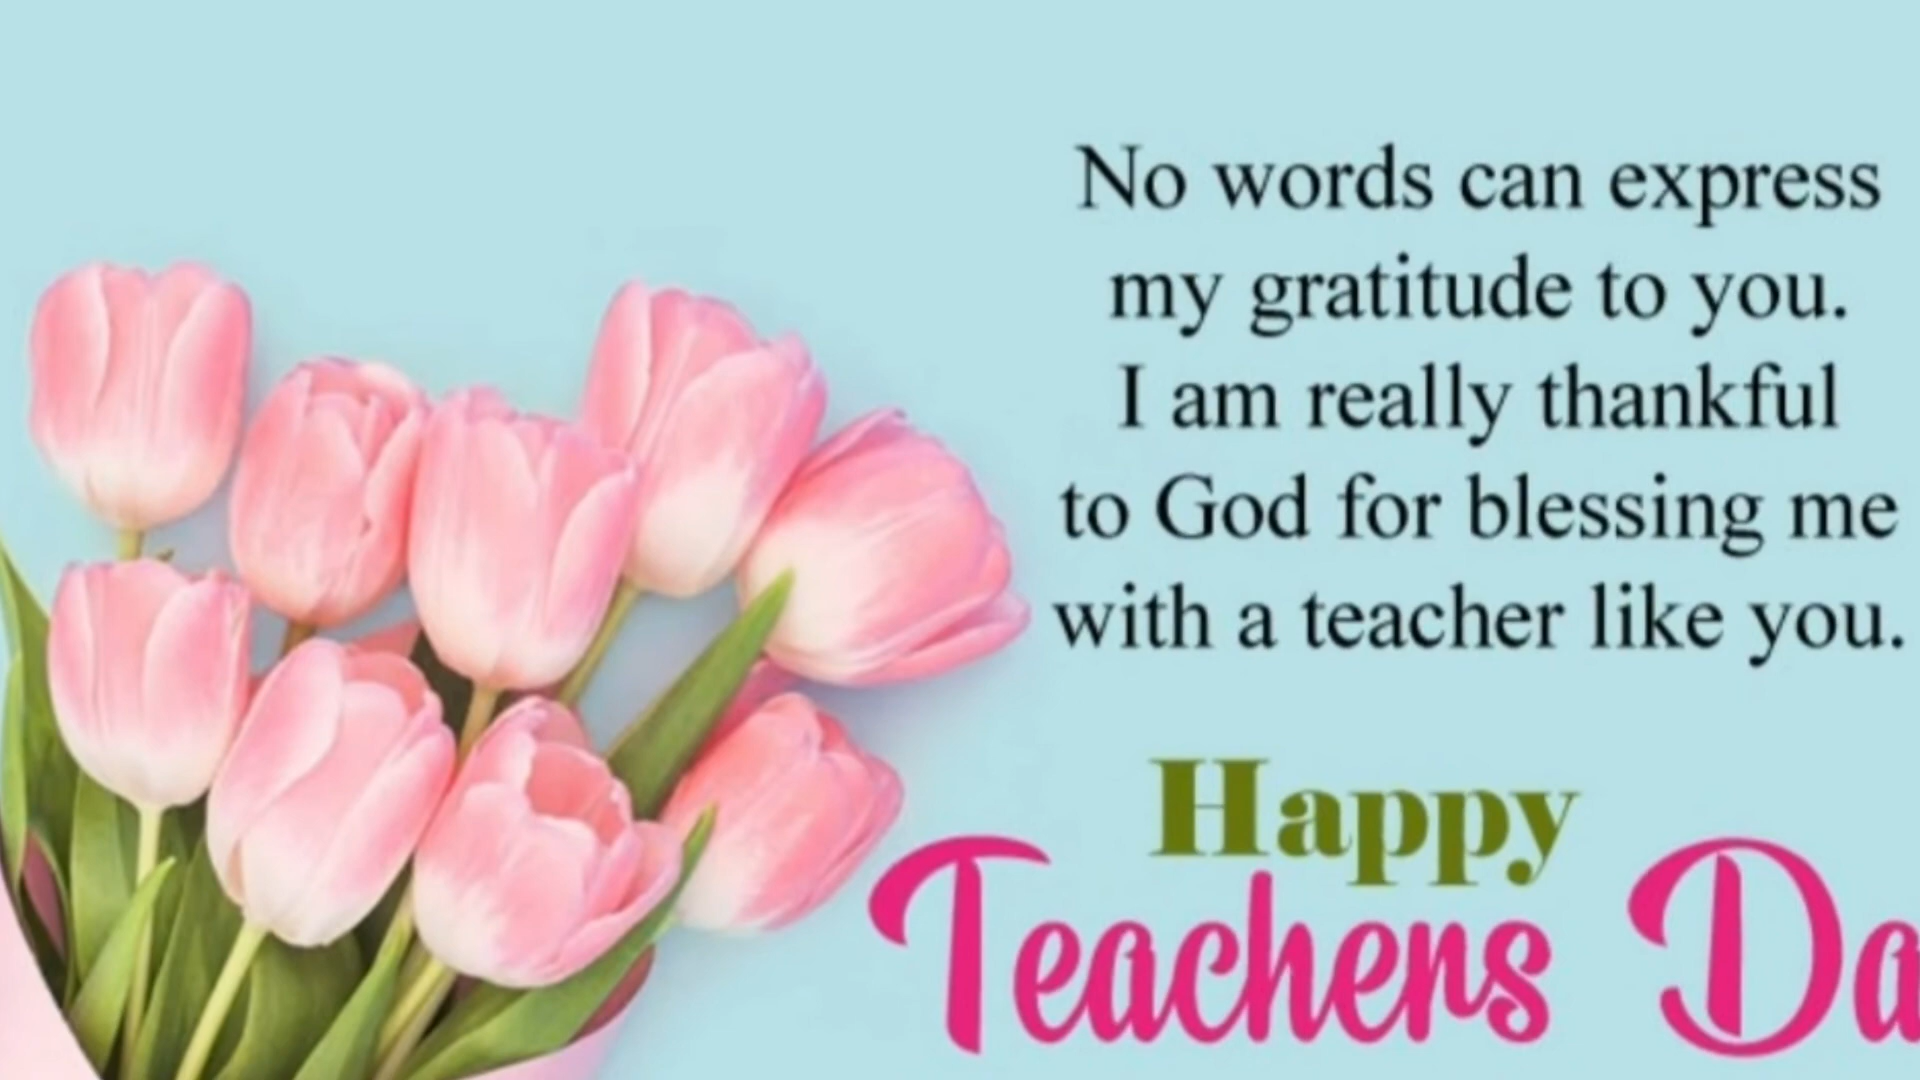 No words can express
my gratitude to you.
I am really thankful
to God for blessing me
with a teacher like you.
Happy
Teachers Da